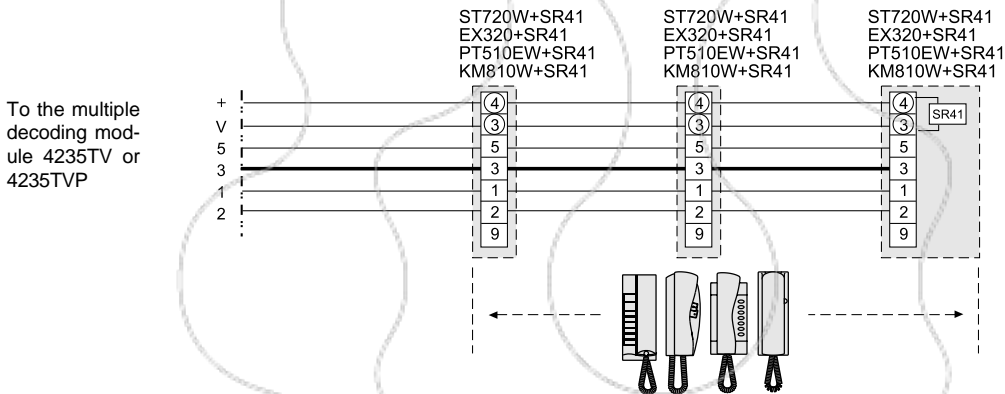 ST720W+SR41
EX320+SR41
PT510EW+SR41
KM810W+SR41
ST720W+SR41
EX320+SR41
PT510EW+SR41
KM810W+SR41
ST720W+SR41
EX320+SR41
PT510EW+SR41
KM810W+SR41
To the multiple
decoding mod-
ule 4235TV or
4235TVP
+
V
5
3
1
2
4
3
5
3
1
2
9
4
3
5
3
1
2
9
4
3
5
3
1
2
9
SR41